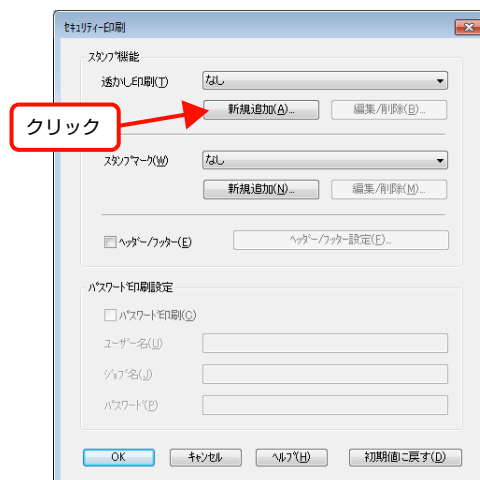 ｾｷｭﾘﾃｨｰ印刷
ｽﾀﾝﾌﾟ機能
透かし印刷(T)
なし
新規追加(A)...
編集/削除(B)...
クリック
ｽﾀﾝﾌﾟﾏｰｸ(W)
なし
新規追加(N)...
編集/削除(M)...
ﾍｯﾀﾞｰ/ﾌｯﾀｰ(E)
ﾍｯﾀﾞｰ/ﾌｯﾀｰ設定(F)...
ﾊﾟｽﾜｰﾄﾞ印刷設定
ﾊﾟｽﾜｰﾄﾞ印刷(C)
ユーザー名(U)
ｼﾞｮﾌﾞ名(J)
ﾊﾟｽﾜｰﾄﾞ(P)
OK
ｷｬﾝｾﾙ
ﾍﾙﾌﾟ(H)
初期値に戻す(D)